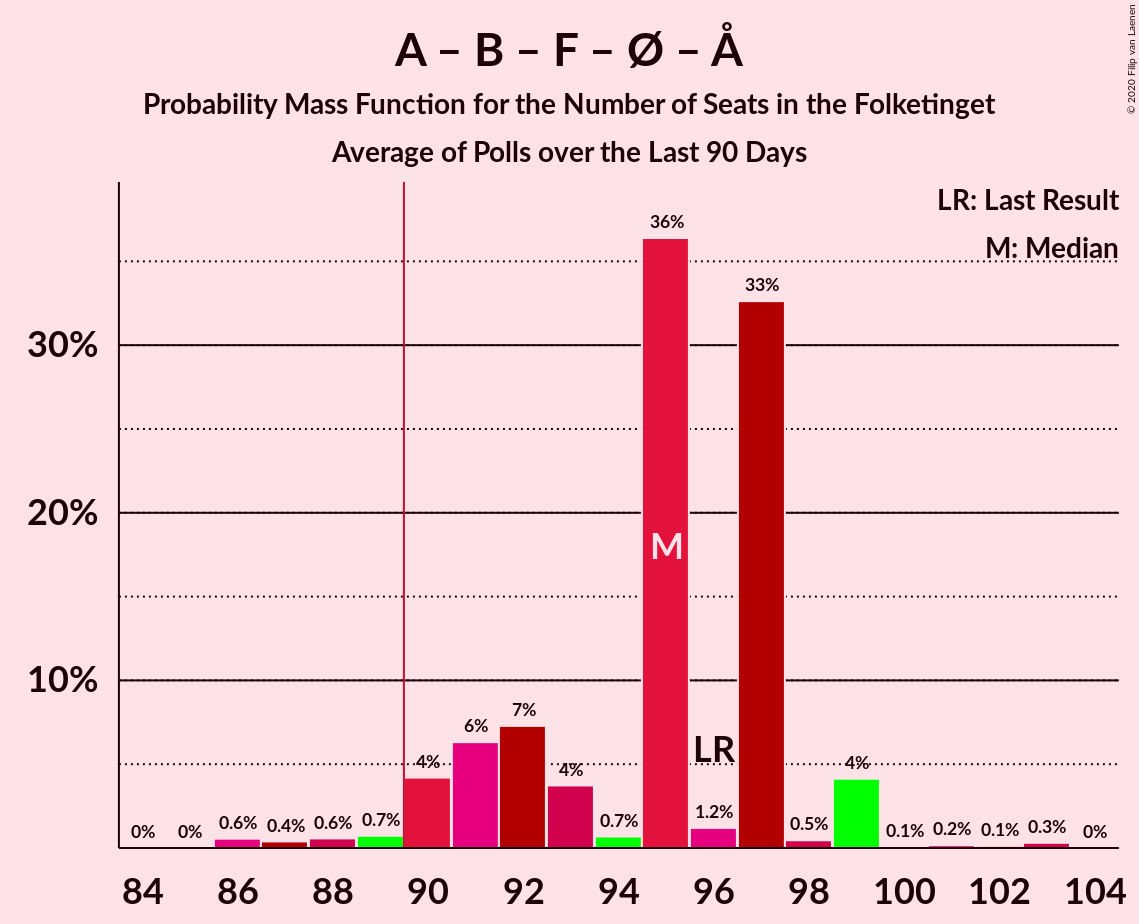 A – B – F – Ø – Å
Probability Mass Function for the Number of Seats in the Folketinget
Average of Polls over the Last 90 Days
© 2020 Filip van Laenen
LR: Last Result
M: Median
36%
33%
30%
20%
M
10%
7%
6%
LR
4%
4%
4%
0% 0% 0.6% 0.4% 0.6% 0.7% 0.7% 1.2% 0.5% 0.1% 0.2% 0.1% 0.3% 0%
84 86 88 90 92 94 96 98 100 102 104